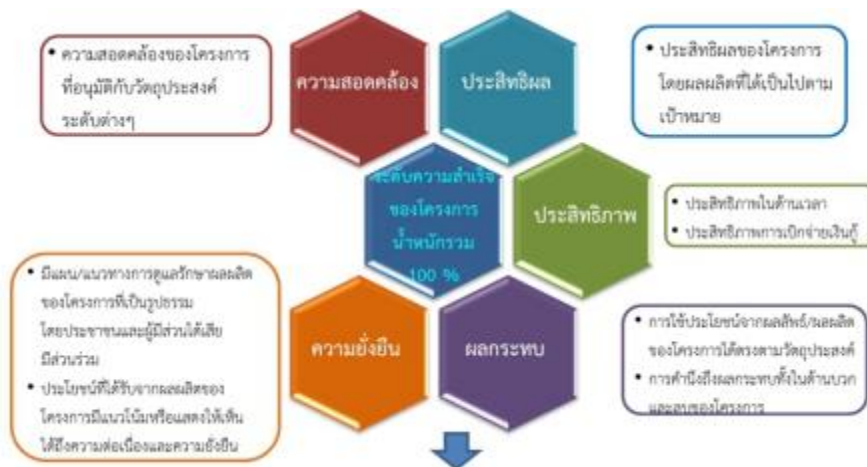 • ความสอดคล้องของโครงการ
ที่อนุมัติกับวัตถุประสงค์
ระดับต่างๆ
ความสอดคล้อง
ประสิทธิผล
• ประสิทธิผลของโครงการ
โดยผลผลิตที่ได้เป็นไปตาม
เป้าหมาย
ระดับความสำเร็จ
ของโครงการ
น้ำหนักรวม
100 %
ประสิทธิภาพ
• ประสิทธิภาพในด้านเวลา
• ประสิทธิภาพการเบิกจ่ายเงินกู้
• มีแผน/แนวทางการดูแลรักษาผลผลิต
ของโครงการที่เป็นรูปธรรม
โดยประชาชนและผู้มีส่วนได้เสีย
มีส่วนร่วม
• ประโยชน์ที่ได้รับจากผลผลิตของ
โครงการมีแนวโน้มหรือแสดงให้เห็น
ได้ถึงความต่อเนื่องและความยั่งยืน
ความยั่งยืน
ผลกระทบ
• การใช้ประโยชน์จากผลลัพธ์/ผลผลิต
ของโครงการได้ตรงตามวัตถุประสงค์
• การคำนึงถึงผลกระทบทั้งในด้านบวก
และลบของโครงการ